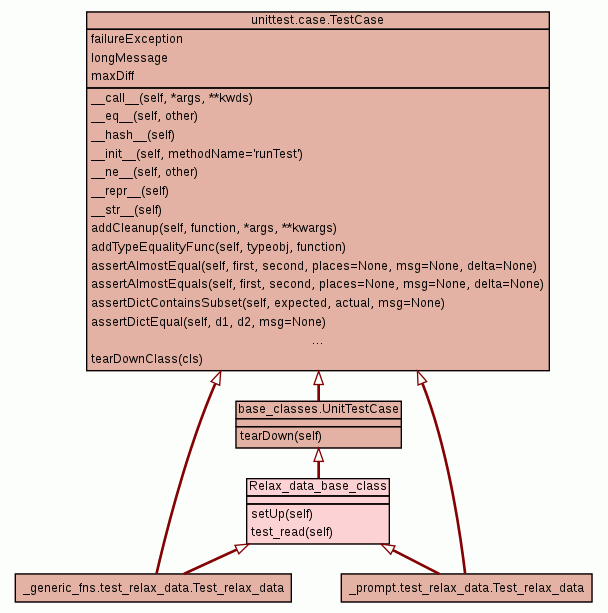 unittest.case.TestCase
failureException
longMessage
maxDiff
__call__(self, *args, **kwds)
__eq__(self, other)
__hash__(self)
__init__(self, methodName='runTest')
__ne__(self, other)
__repr__(self)
__str__(self)
addCleanup(self, function, *args, **kwargs)
addTypeEqualityFunc(self, typeobj, function)
assertAlmostEqual(self, first, second, places=None, msg=None, delta=None)
assertAlmostEquals(self, first, second, places=None, msg=None, delta=None)
assertDictContainsSubset(self, expected, actual, msg=None)
assertDictEqual(self, d1, d2, msg=None)
...
tearDownClass(cls)
base_classes.UnitTestCase
tearDown(self)
Relax_data_base_class
setUp(self)
test_read(self)
_generic_fns.test_relax_data.Test_relax_data
_prompt.test_relax_data.Test_relax_data